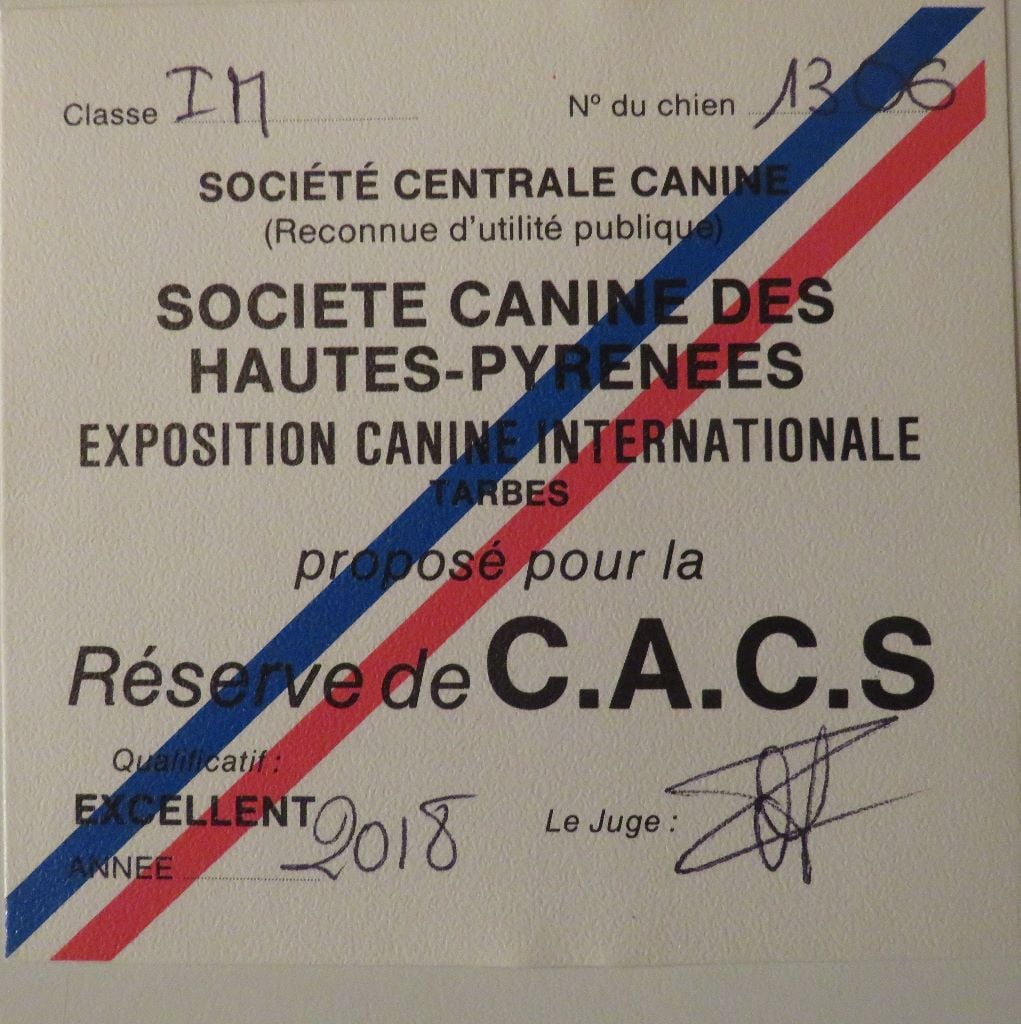 Classe IM N° du chien 1306
SOCIÉTÉ CENTRALE CANINE
(Reconnue d'utilité publique)
SOCIETE CANINE DES
HAUTES-PYRENEES
EXPOSITION CANINE INTERNATIONALE
TARBES
proposé pour la
Réserve de C.A.C.S
Qualificatif :
EXCELLENT
Le Juge :
ANNEE 2018